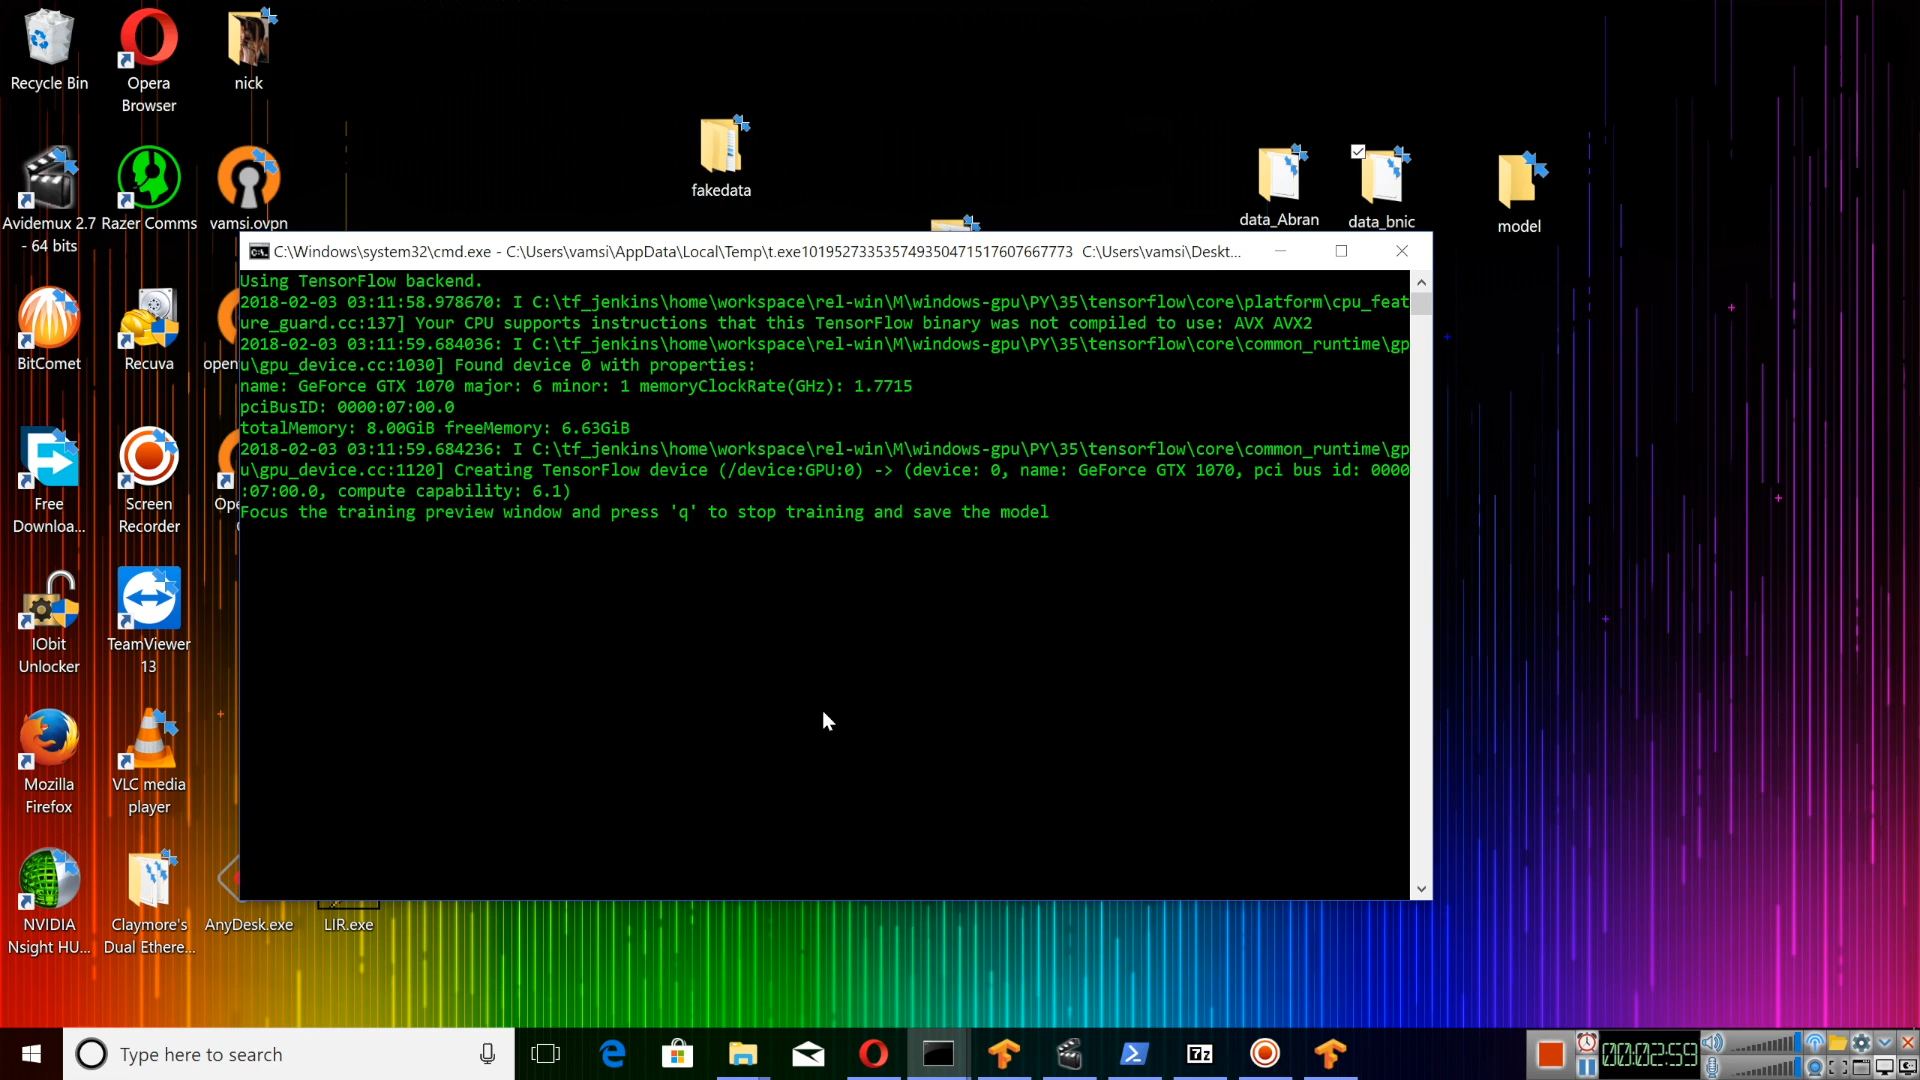 Recycle Bin
Opera
Browser
nick
fakedata
data_Abran
data_bnic
model
Avidemux 2.7
- 64 bits
Razer Comms
vamsi.ovpn
C:\Windows\system32\cmd.exe - C:\Users\vamsi\AppData\Local\Temp\t.exe10195273353574935047151760766 7773 C:\Users\vamsi\Deskt...
Using TensorFlow backend.
2018-02-03 03:11:58.978670: I C:\tf_jenkins\home\workspace\rel-win\M\windows-gpu\PY\35\tensorflow\core\platform\cpu_feat
ure_guard.cc:137] Your CPU supports instructions that this TensorFlow binary was not compiled to use: AVX AVX2
2018-02-03 03:11:59.684036: I C:\tf_jenkins\home\workspace\rel-win\M\windows-gpu\PY\35\tensorflow\core\common_runtime\gp
u\gpu_device.cc:1030] Found device 0 with properties:
name: GeForce GTX 1070 major: 6 minor: 1 memoryClockRate(GHz): 1.7715
pciBusID: 0000:07:00.0
totalMemory: 8.00GiB freeMemory: 6.63GiB
2018-02-03 03:11:59.684236: I C:\tf_jenkins\home\workspace\rel-win\M\windows-gpu\PY\35\tensorflow\core\common_runtime\gp
u\gpu_device.cc:1120] Creating TensorFlow device (/device:GPU:0) -> (device: 0, name: GeForce GTX 1070, pci bus id: 0000
:07:00.0, compute capability: 6.1)
Focus the training preview window and press 'q' to stop training and save the model
BitComet
Recuva
open
Free
Downloa...
Screen
Recorder
Ope
IObit
Unlocker
TeamViewer
13
Mozilla
Firefox
VLC media
player
NVIDIA
Nsight HU...
Claymore's
Dual Ethere...
AnyDesk.exe
LIR.exe
Type here to search
7z
00:02:59